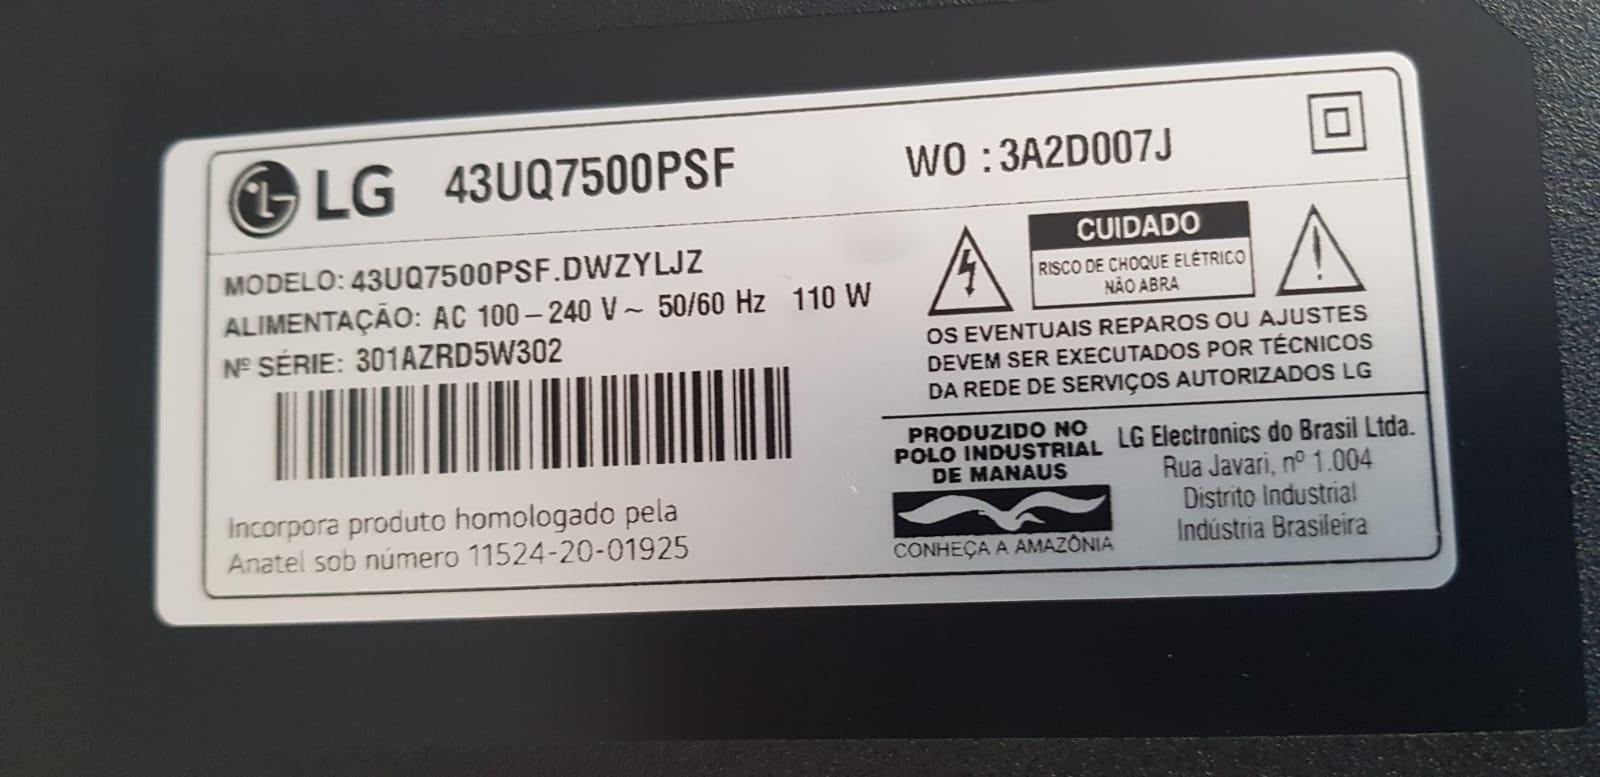 LG 43UQ7500PSF WO : 3A2D007J
MODELO: 43UQ7500PSF.DWZYLJZ
ALIMENTAÇÃO: AC 100 – 240 V ~ 50/60 Hz 110 W
Nº SÉRIE: 301AZRD5W302
Incorpora produto homologado pela
Anatel sob número 11524-20-01925
CUIDADO
RISCO DE CHOQUE ELÉTRICO
NÃO ABRA
OS EVENTUAIS REPAROS OU AJUSTES
DEVEM SER EXECUTADOS POR TÉCNICOS
DA REDE DE SERVIÇOS AUTORIZADOS LG
PRODUZIDO NO
POLO INDUSTRIAL
DE MANAUS
CONHEÇA A AMAZÔNIA
LG Electronics do Brasil Ltda.
Rua Javari, nº 1.004
Distrito Industrial
Indústria Brasileira